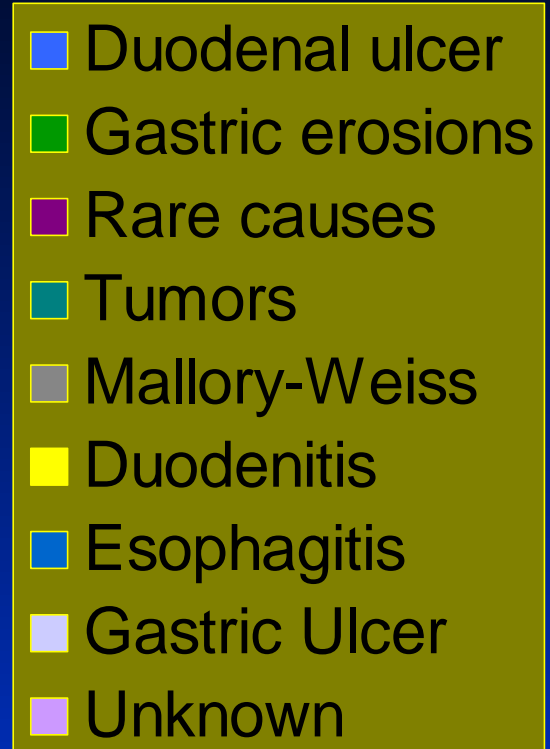 Duodenal ulcer
Gastric erosions
Rare causes
Tumors
Mallory-Weiss
Duodenitis
Esophagitis
Gastric Ulcer
Unknown